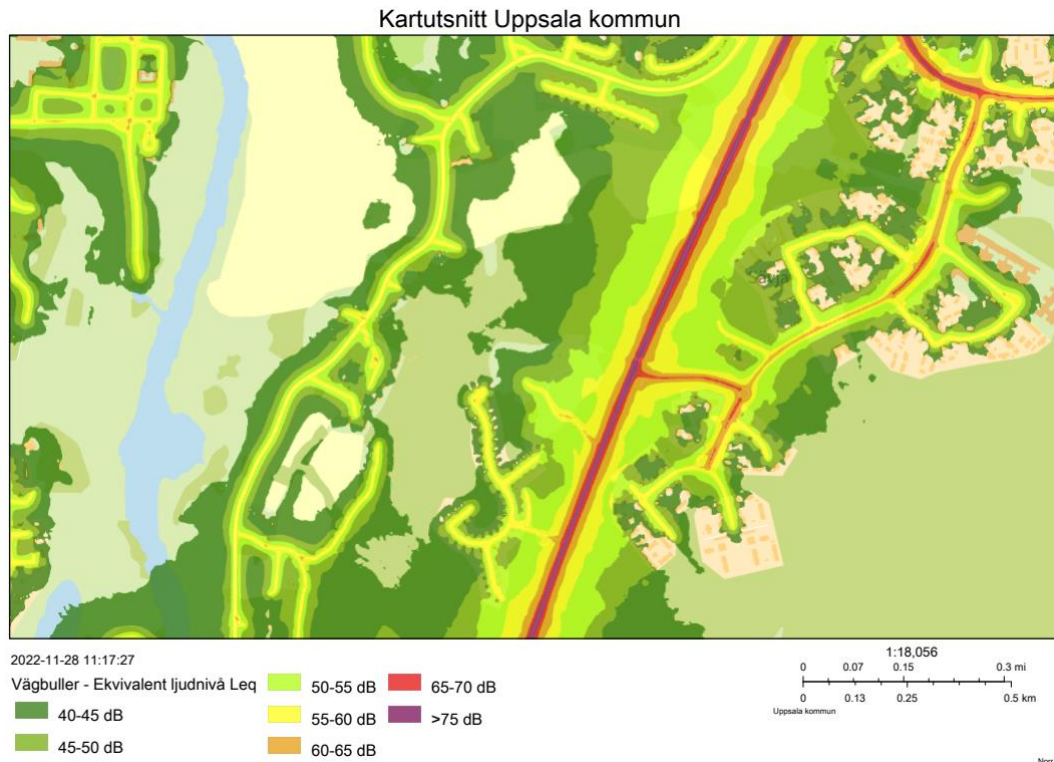 Kartutsnitt Uppsala kommun
Sävja
2022-11-28 11:17:27
Vägbuller - Ekvivalent ljudnivå Leq
40-45 dB
45-50 dB
50-55 dB
55-60 dB
60-65 dB
65-70 dB
>75 dB
1:18,056
0 0.07 0.15 0.3 mi
0 0.13 0.25 0.5 km
Uppsala kommun